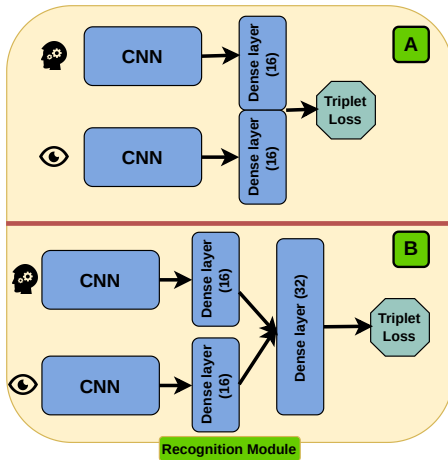 A
CNN
Dense layer
(16)
Triplet
Loss
CNN
Dense layer
(16)
B
CNN
Dense layer
(16)
Dense layer (32)
Triplet
Loss
CNN
Dense layer
(16)
Recognition Module